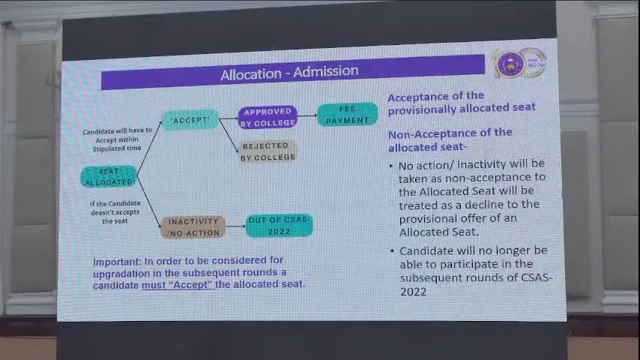 Allocation - Admission
Candidate will have to
Accept within
Stipulated time
SEAT
ALLOCATED
If the Candidate
doesn't accepts
the seat
'ACCEPT'
APPROVED
BY COLLEGE
FEE
PAYMENT
REJECTED
BY COLLEGE
INACTIVITY
/NO-ACTION
OUT OF CSAS-
2022
Important: In order to be considered for
upgradation in the subsequent rounds a
candidate must "Accept" the allocated seat.
Acceptance of the
provisionally allocated seat
Non-Acceptance of the
allocated seat-
• No action/ Inactivity will be
taken as non-acceptance to
the Allocated Seat will be
treated as a decline to the
provisional offer of an
Allocated Seat.
• Candidate will no longer be
able to participate in the
subsequent rounds of CSAS-
2022